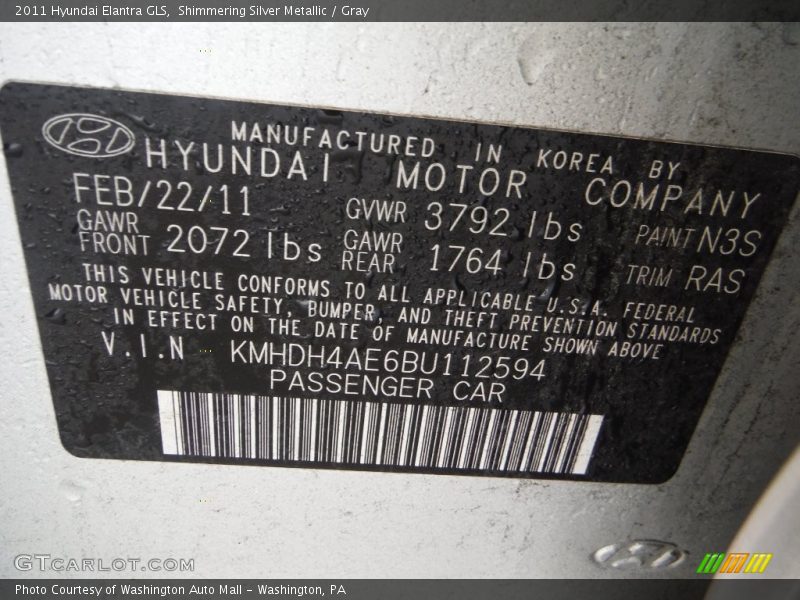 2011 Hyundai Elantra GLS, Shimmering Silver Metallic / Gray
MANUFACTURED IN KOREA BY
HYUNDAI MOTOR COMPANY
FEB/22/11 GVWR 3792 lbs PAINT N3S
GAWR FRONT 2072 lbs GAWR REAR 1764 lbs TRIM RAS
THIS VEHICLE CONFORMS TO ALL APPLICABLE U.S.A. FEDERAL
MOTOR VEHICLE SAFETY, BUMPER, AND THEFT PREVENTION STANDARDS
IN EFFECT ON THE DATE OF MANUFACTURE SHOWN ABOVE
V.I.N KMHDH4AE6BU112594
PASSENGER CAR
GTCARLOT.COM
Photo Courtesy of Washington Auto Mall - Washington, PA